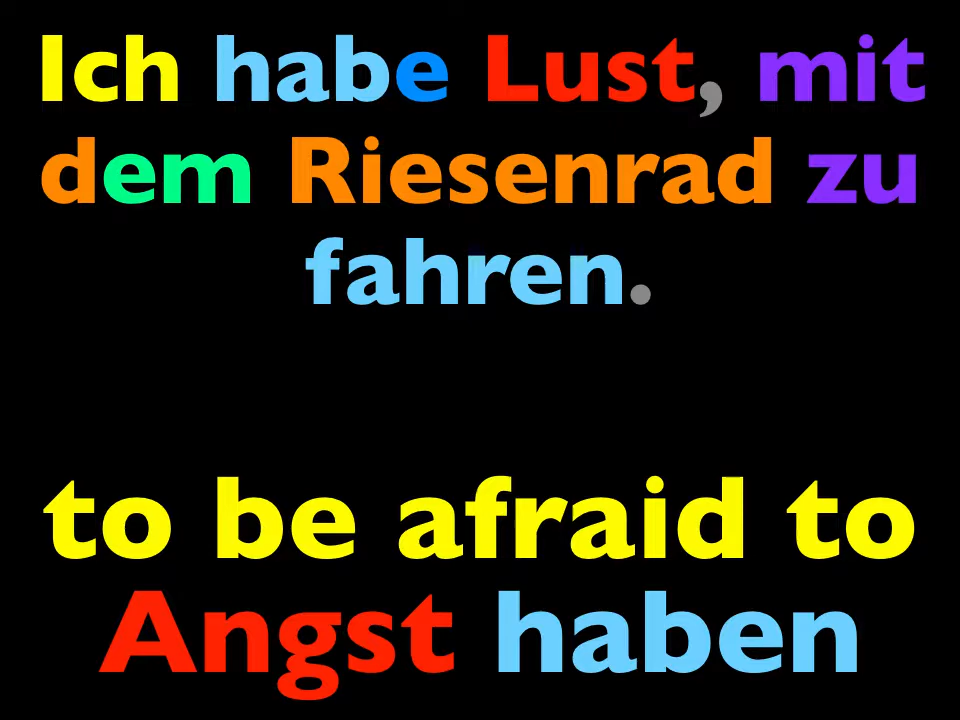 Ich habe Lust, mit
dem Riesenrad zu
fahren.
to be afraid to
Angst haben